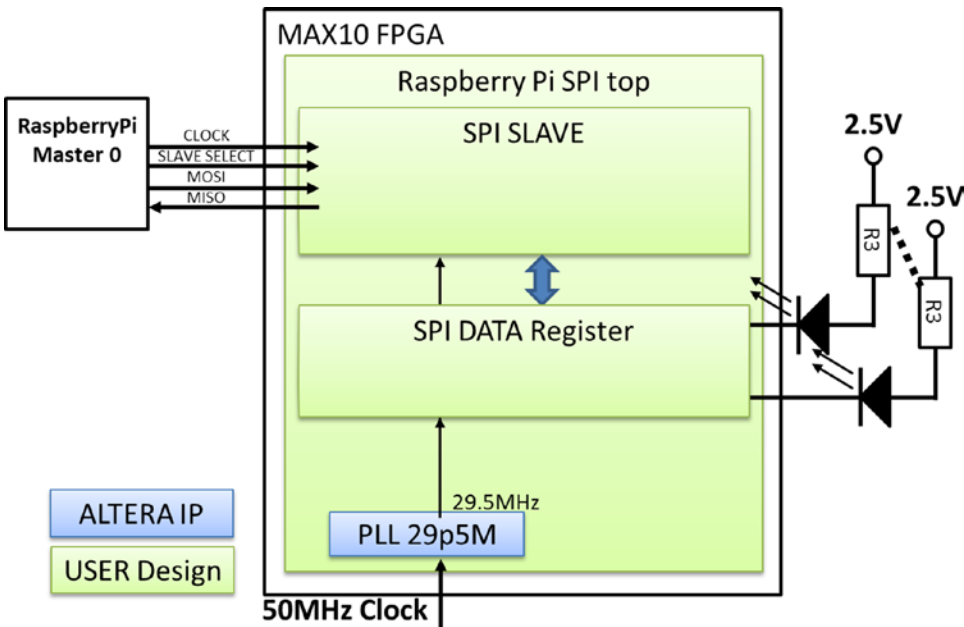 MAX10 FPGA
Raspberry Pi SPI top
RaspberryPi
Master 0
CLOCK
SLAVE SELECT
MOSI
MISO
SPI SLAVE
2.5V
2.5V
R3
R3
SPI DATA Register
29.5MHz
PLL 29p5M
ALTERA IP
USER Design
50MHz Clock